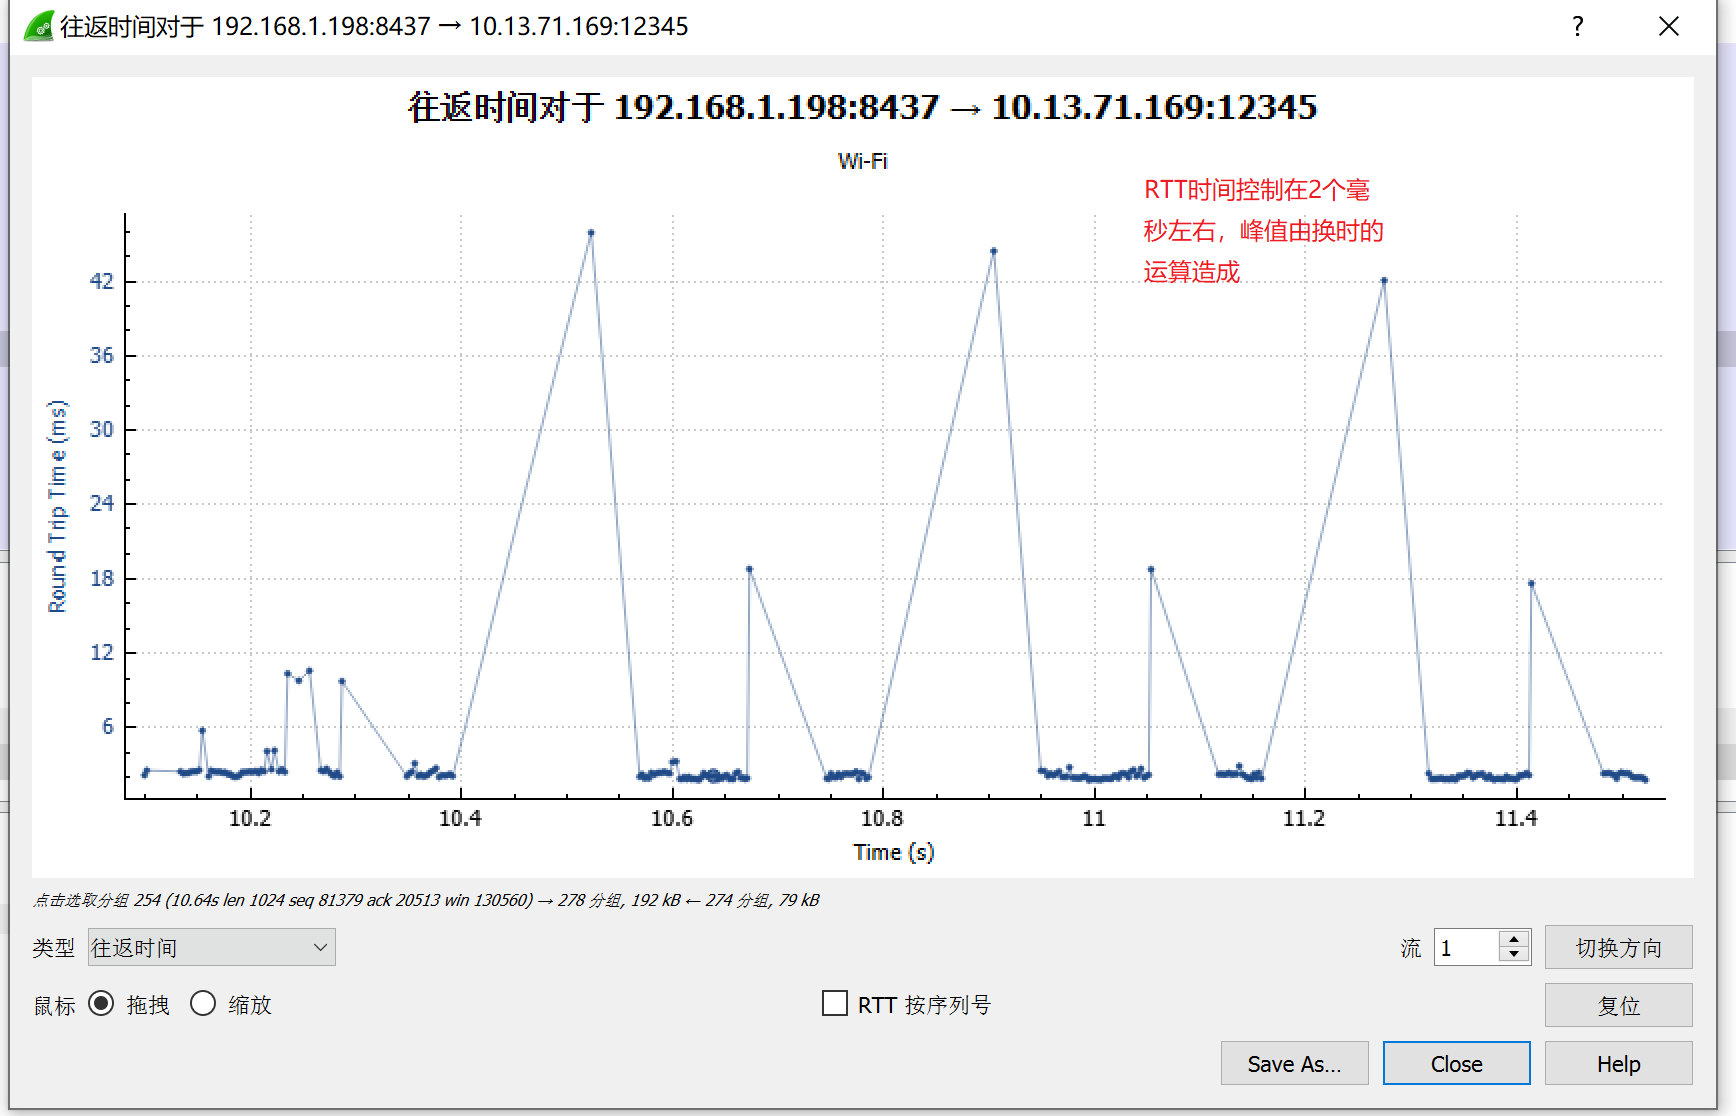 往返时间对于 192.168.1.198:8437 → 10.13.71.169:12345
?
往返时间对于 192.168.1.198:8437 → 10.13.71.169:12345
Wi-Fi
RTT时间控制在2个毫
秒左右，峰值由换时的
运算造成
42
36
30
24
18
12
6
Round Trip Time (ms)
10.2 10.4 10.6 10.8 11 11.2 11.4
Time (s)
点击选取分组 254 (10.64s len 1024 seq 81379 ack 20513 win 130560) → 278 分组, 192 kB ← 274 分组, 79 kB
类型 往返时间 流 1 切换方向
鼠标 拖拽 缩放 RTT 按序列号 复位
Save As... Close Help